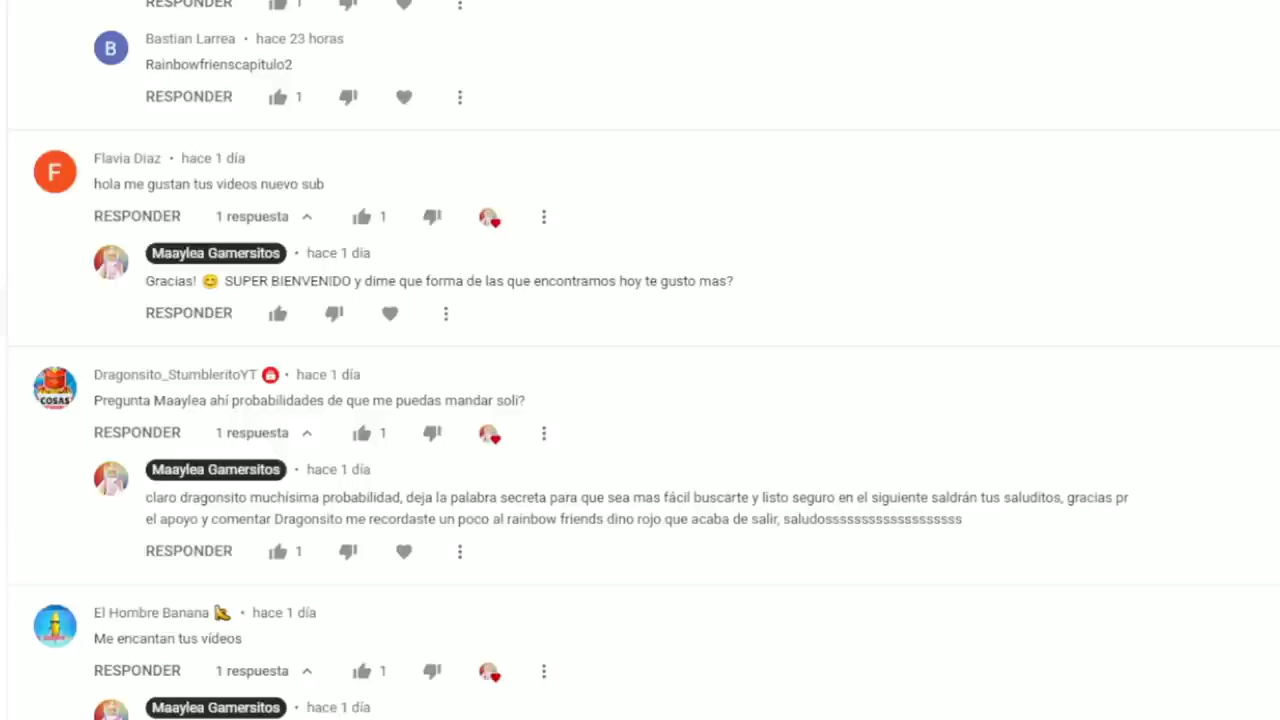 RESPONDER 1
B Bastian Larrea • hace 23 horas
Rainbowfrienscapitulo2
RESPONDER 1
F Flavia Diaz • hace 1 día
hola me gustan tus videos nuevo sub
RESPONDER 1 respuesta 1
Maaylea Gamersitos • hace 1 día
Gracias! 😊 SUPER BIENVENIDO y dime que forma de las que encontramos hoy te gusto mas?
RESPONDER
Dragonsito_StumbleritoYT • hace 1 día
COSAS
Pregunta Maaylea ahí probabilidades de que me puedas mandar soli?
RESPONDER 1 respuesta 1
Maaylea Gamersitos • hace 1 día
claro dragonsito muchísima probabilidad, deja la palabra secreta para que sea mas fácil buscarte y listo seguro en el siguiente saldrán tus saluditos, gracias pr
el apoyo y comentar Dragonsito me recordaste un poco al rainbow friends dino rojo que acaba de salir, saludosssssssssssssssssss
RESPONDER 1
El Hombre Banana • hace 1 día
Me encantan tus vídeos
RESPONDER 1 respuesta 1
Maaylea Gamersitos • hace 1 día